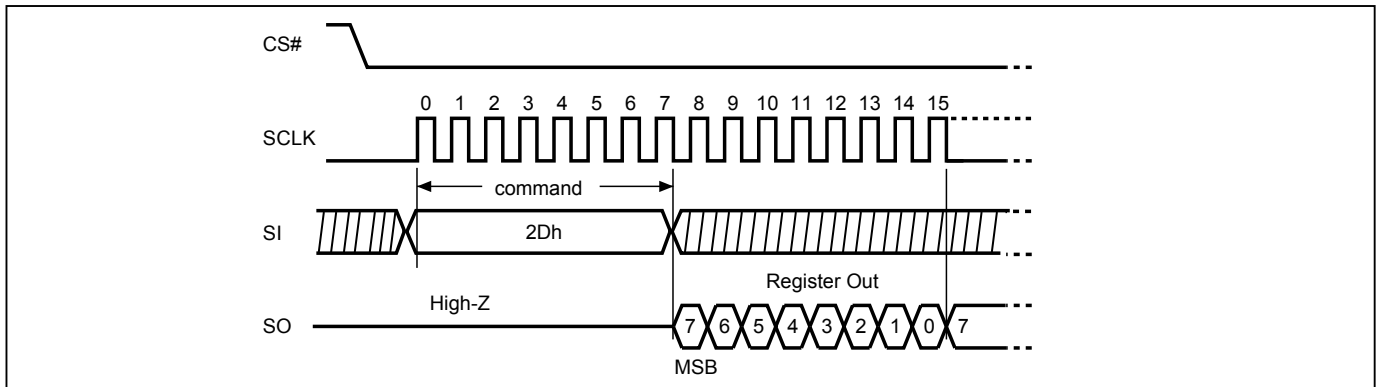 CS#
0 1 2 3 4 5 6 7 8 9 10 11 12 13 14 15
SCLK
command
SI
2Dh
Register Out
High-Z
SO
7 6 5 4 3 2 1 0 7
MSB